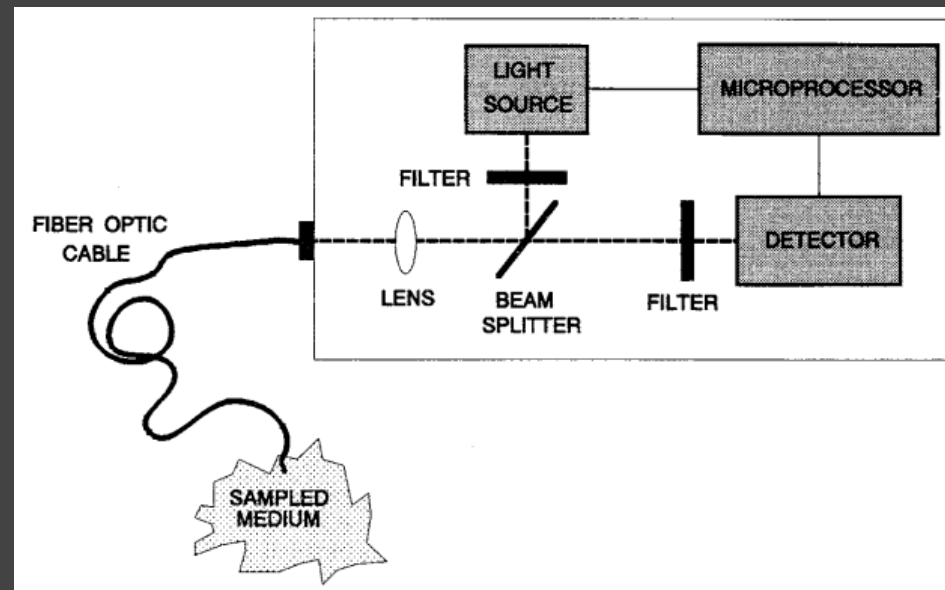 LIGHT
SOURCE
MICROPROCESSOR
FILTER
FIBER OPTIC
CABLE
DETECTOR
LENS
BEAM
SPLITTER
FILTER
SAMPLED
MEDIUM